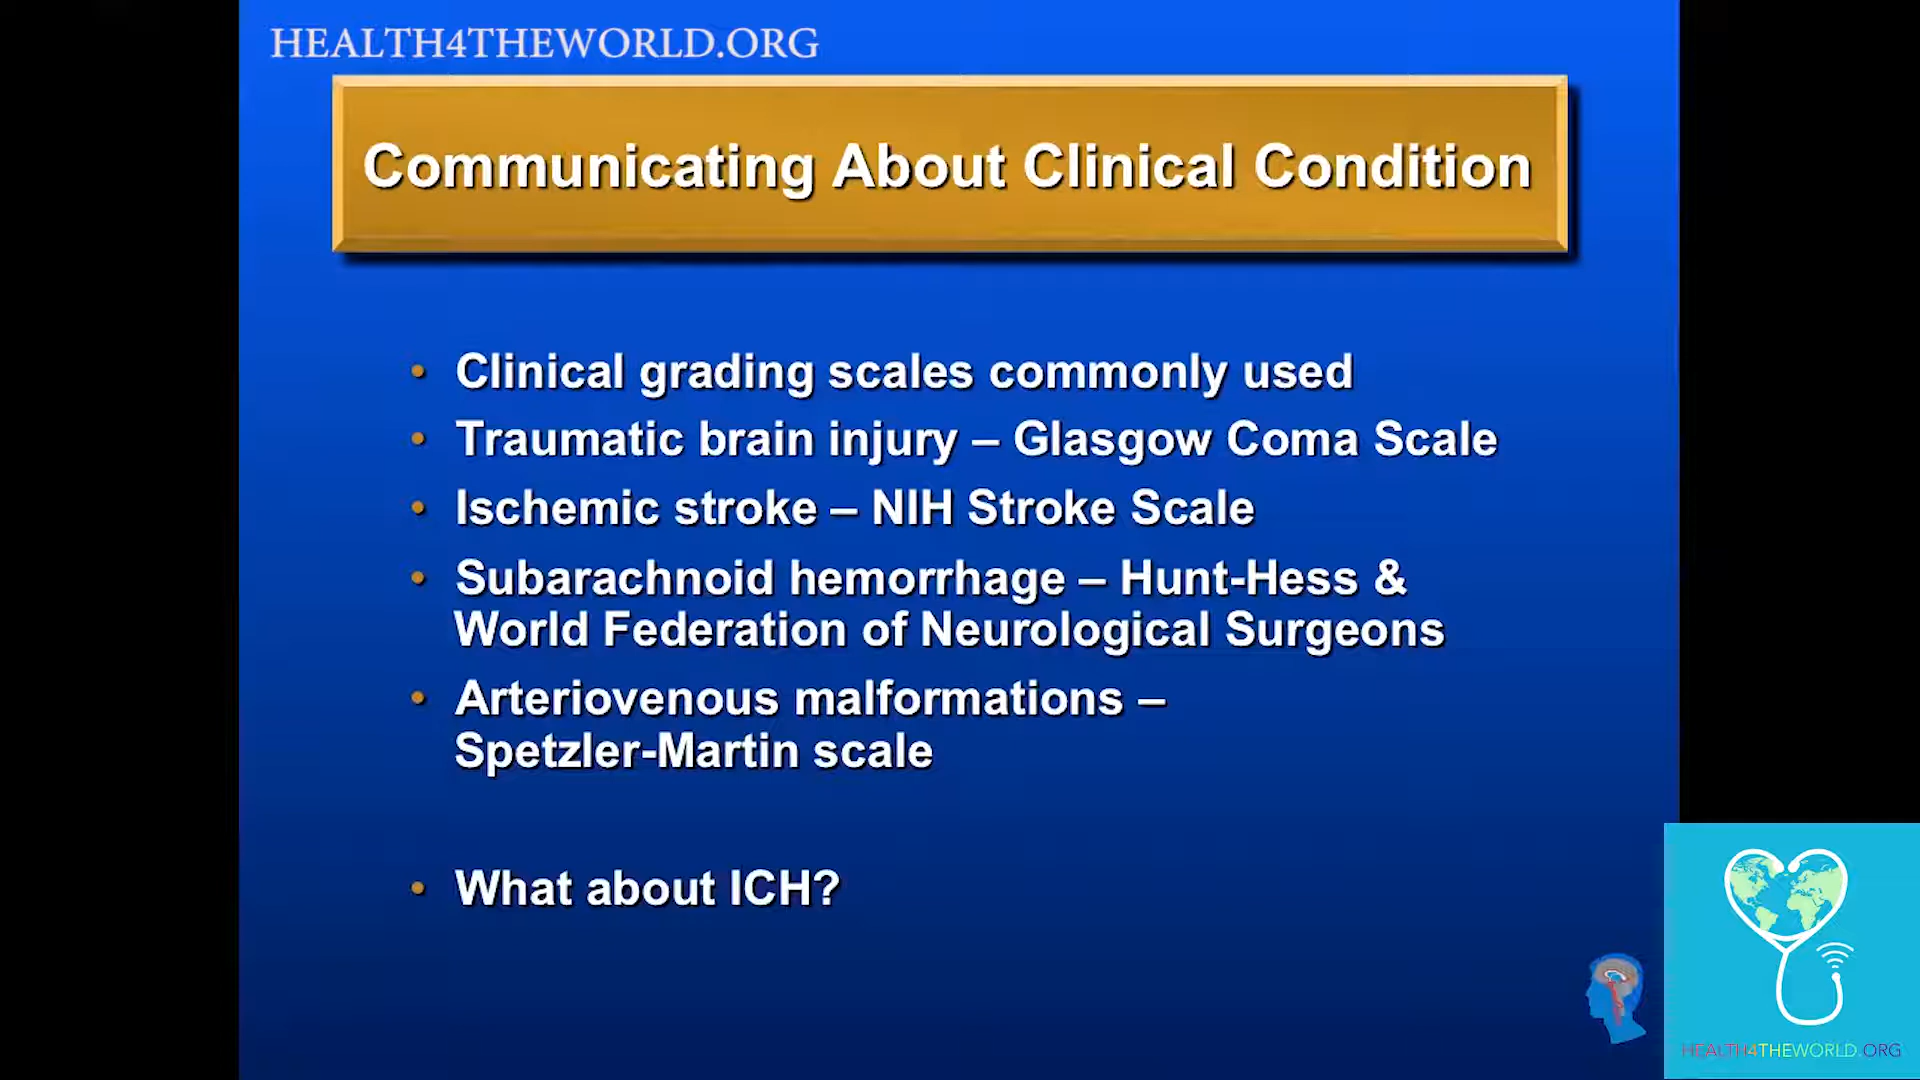 HEALTH4THEWORLD.ORG
Communicating About Clinical Condition
• Clinical grading scales commonly used
• Traumatic brain injury – Glasgow Coma Scale
• Ischemic stroke – NIH Stroke Scale
• Subarachnoid hemorrhage – Hunt-Hess &
World Federation of Neurological Surgeons
• Arteriovenous malformations –
Spetzler-Martin scale
• What about ICH?
HEALTH4THEWORLD.ORG